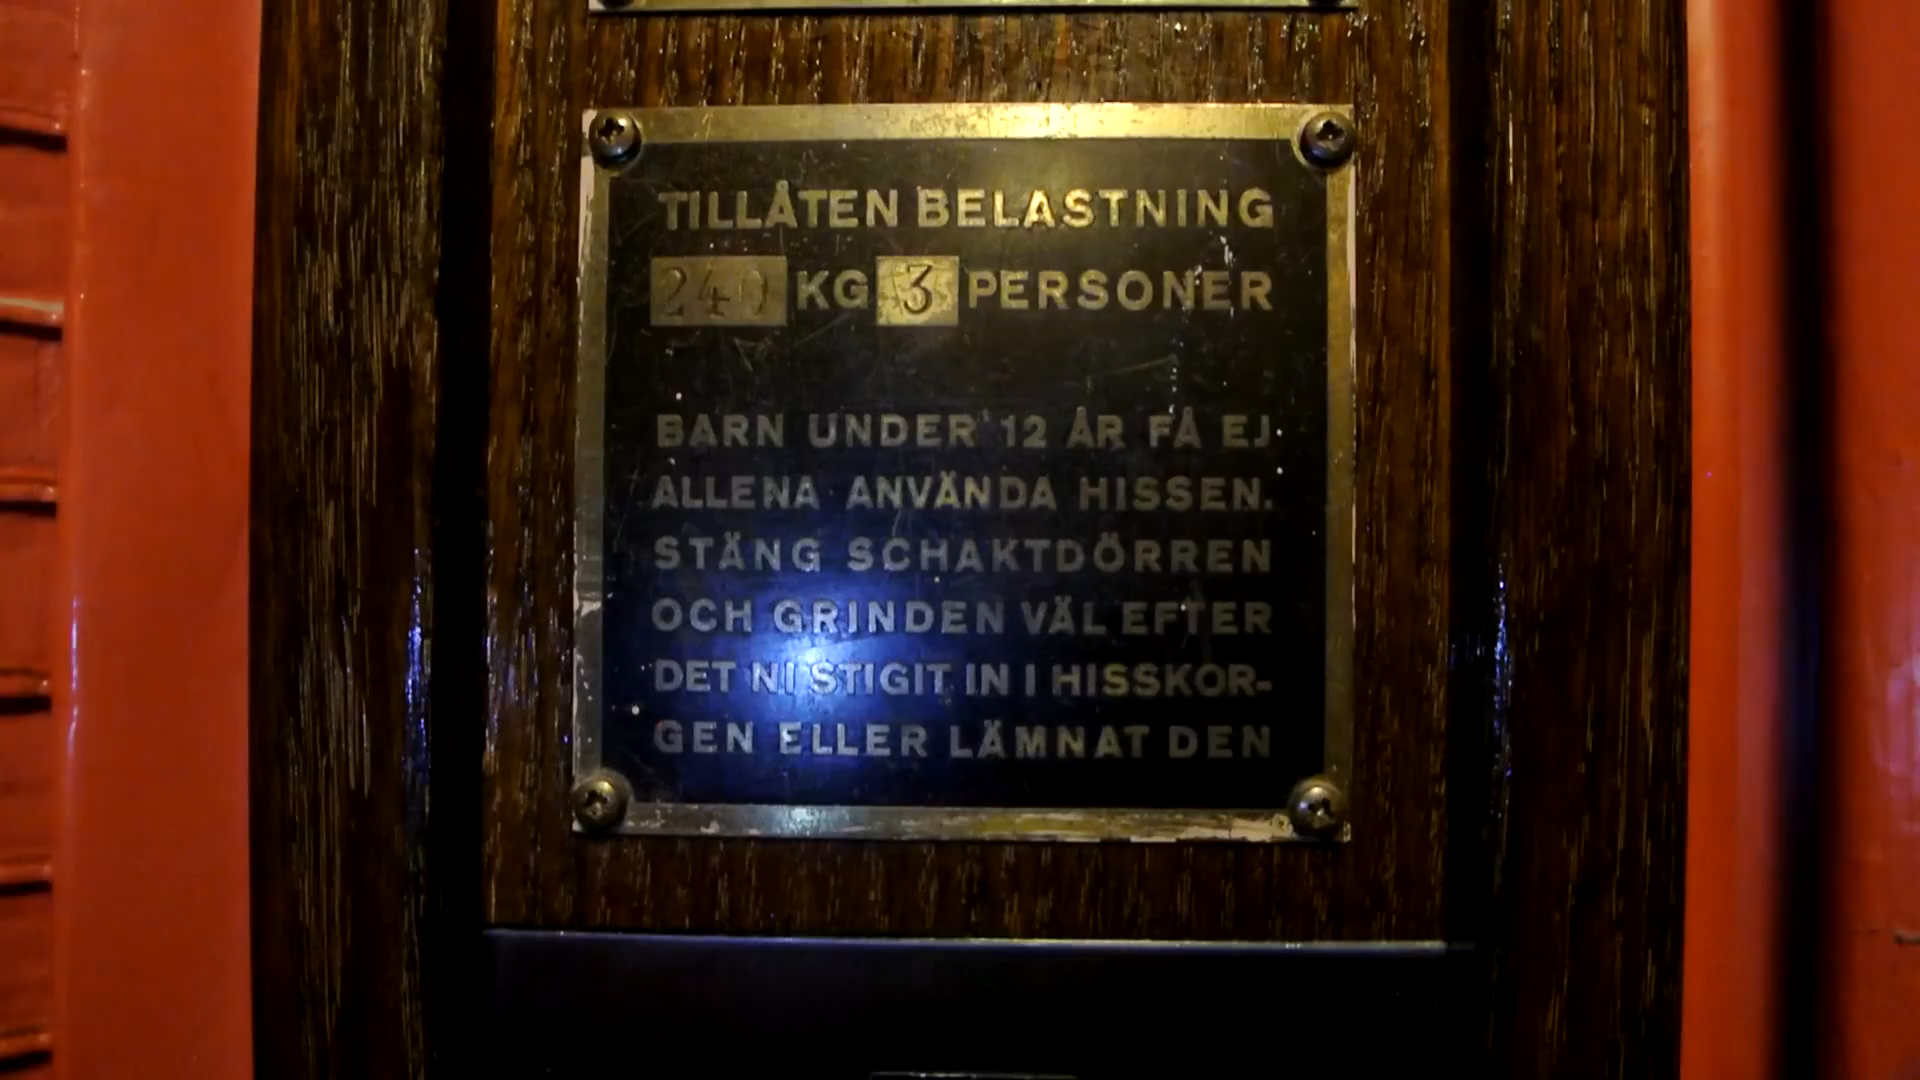 TILLÅTEN BELASTNING
240 KG 3 PERSONER
BARN UNDER 12 ÅR FÅ EJ
ALLENA ANVÄNDA HISSEN.
STÄNG SCHAKTDÖRREN
OCH GRINDEN VÄL EFTER
DET NI STIGIT IN I HISSKOR-
GEN ELLER LÄMNAT DEN